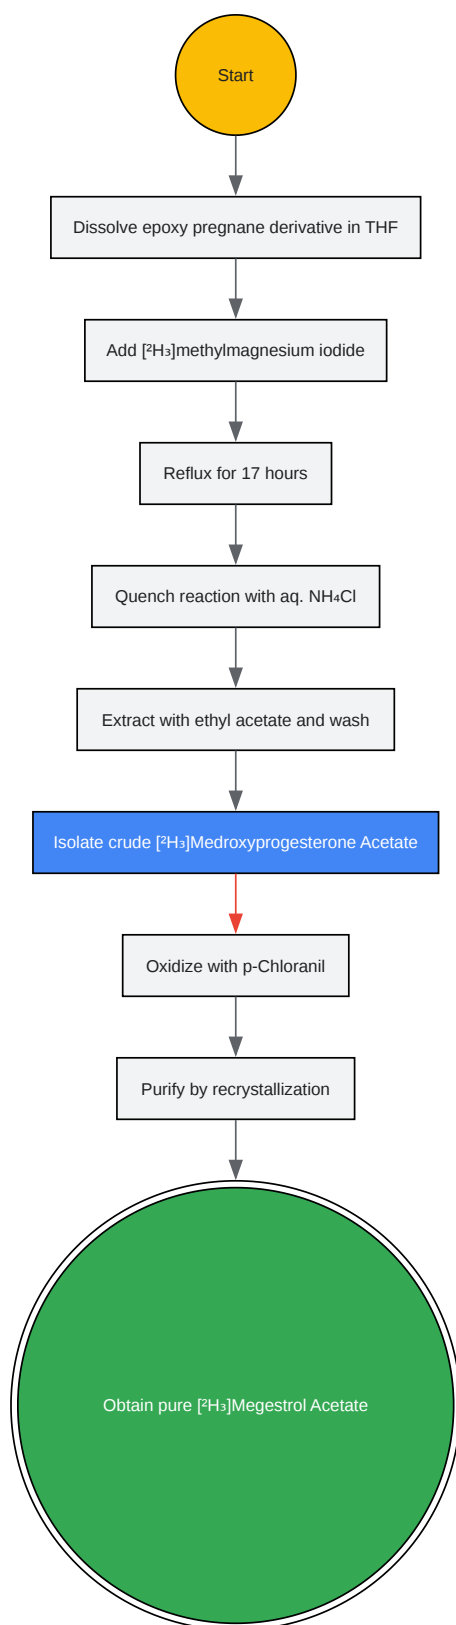 Start
Dissolve epoxy pregnane derivative in THF
Add [²H₃]methylmagnesium iodide
Reflux for 17 hours
Quench reaction with aq. NH₄Cl
Extract with ethyl acetate and wash
Isolate crude [²H₃]Medroxyprogesterone Acetate
Oxidize with p-Chloranil
Purify by recrystallization
Obtain pure [²H₃]Megestrol Acetate